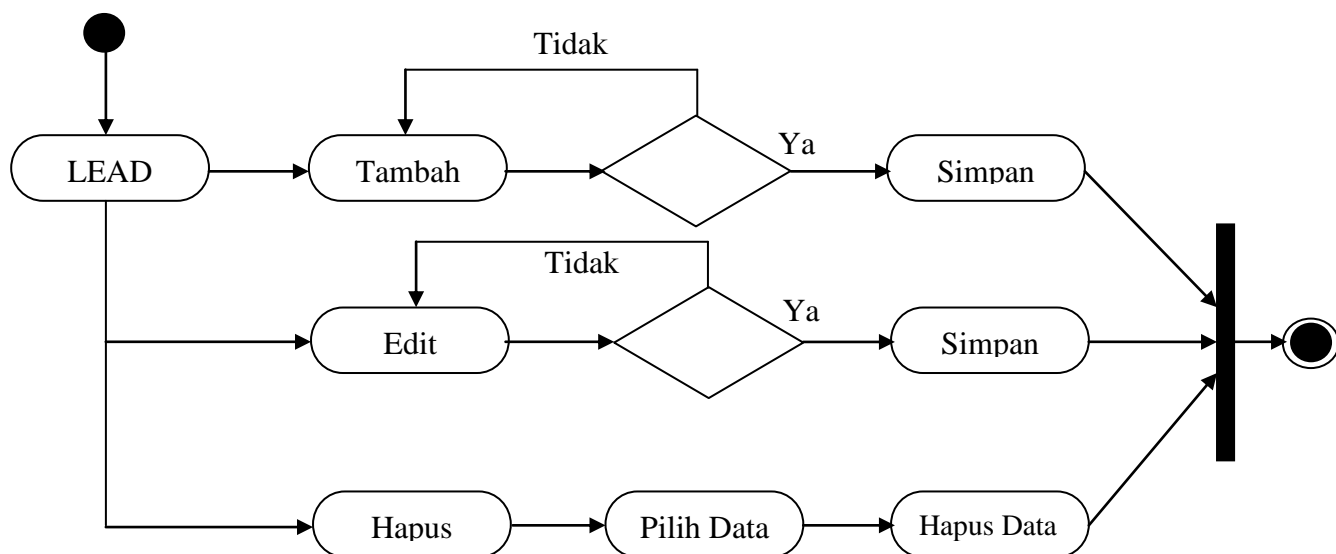 Tidak
LEAD
Tambah
Ya
Simpan
Tidak
Edit
Ya
Simpan
Hapus
Pilih Data
Hapus Data